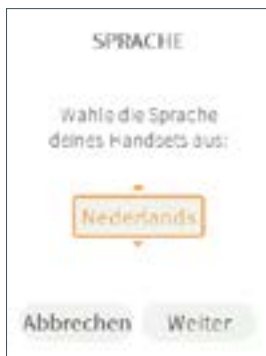 SPRACHE
Wähle die Sprache
deines Handsets aus:
Nederlands
Abbrechen Weiter